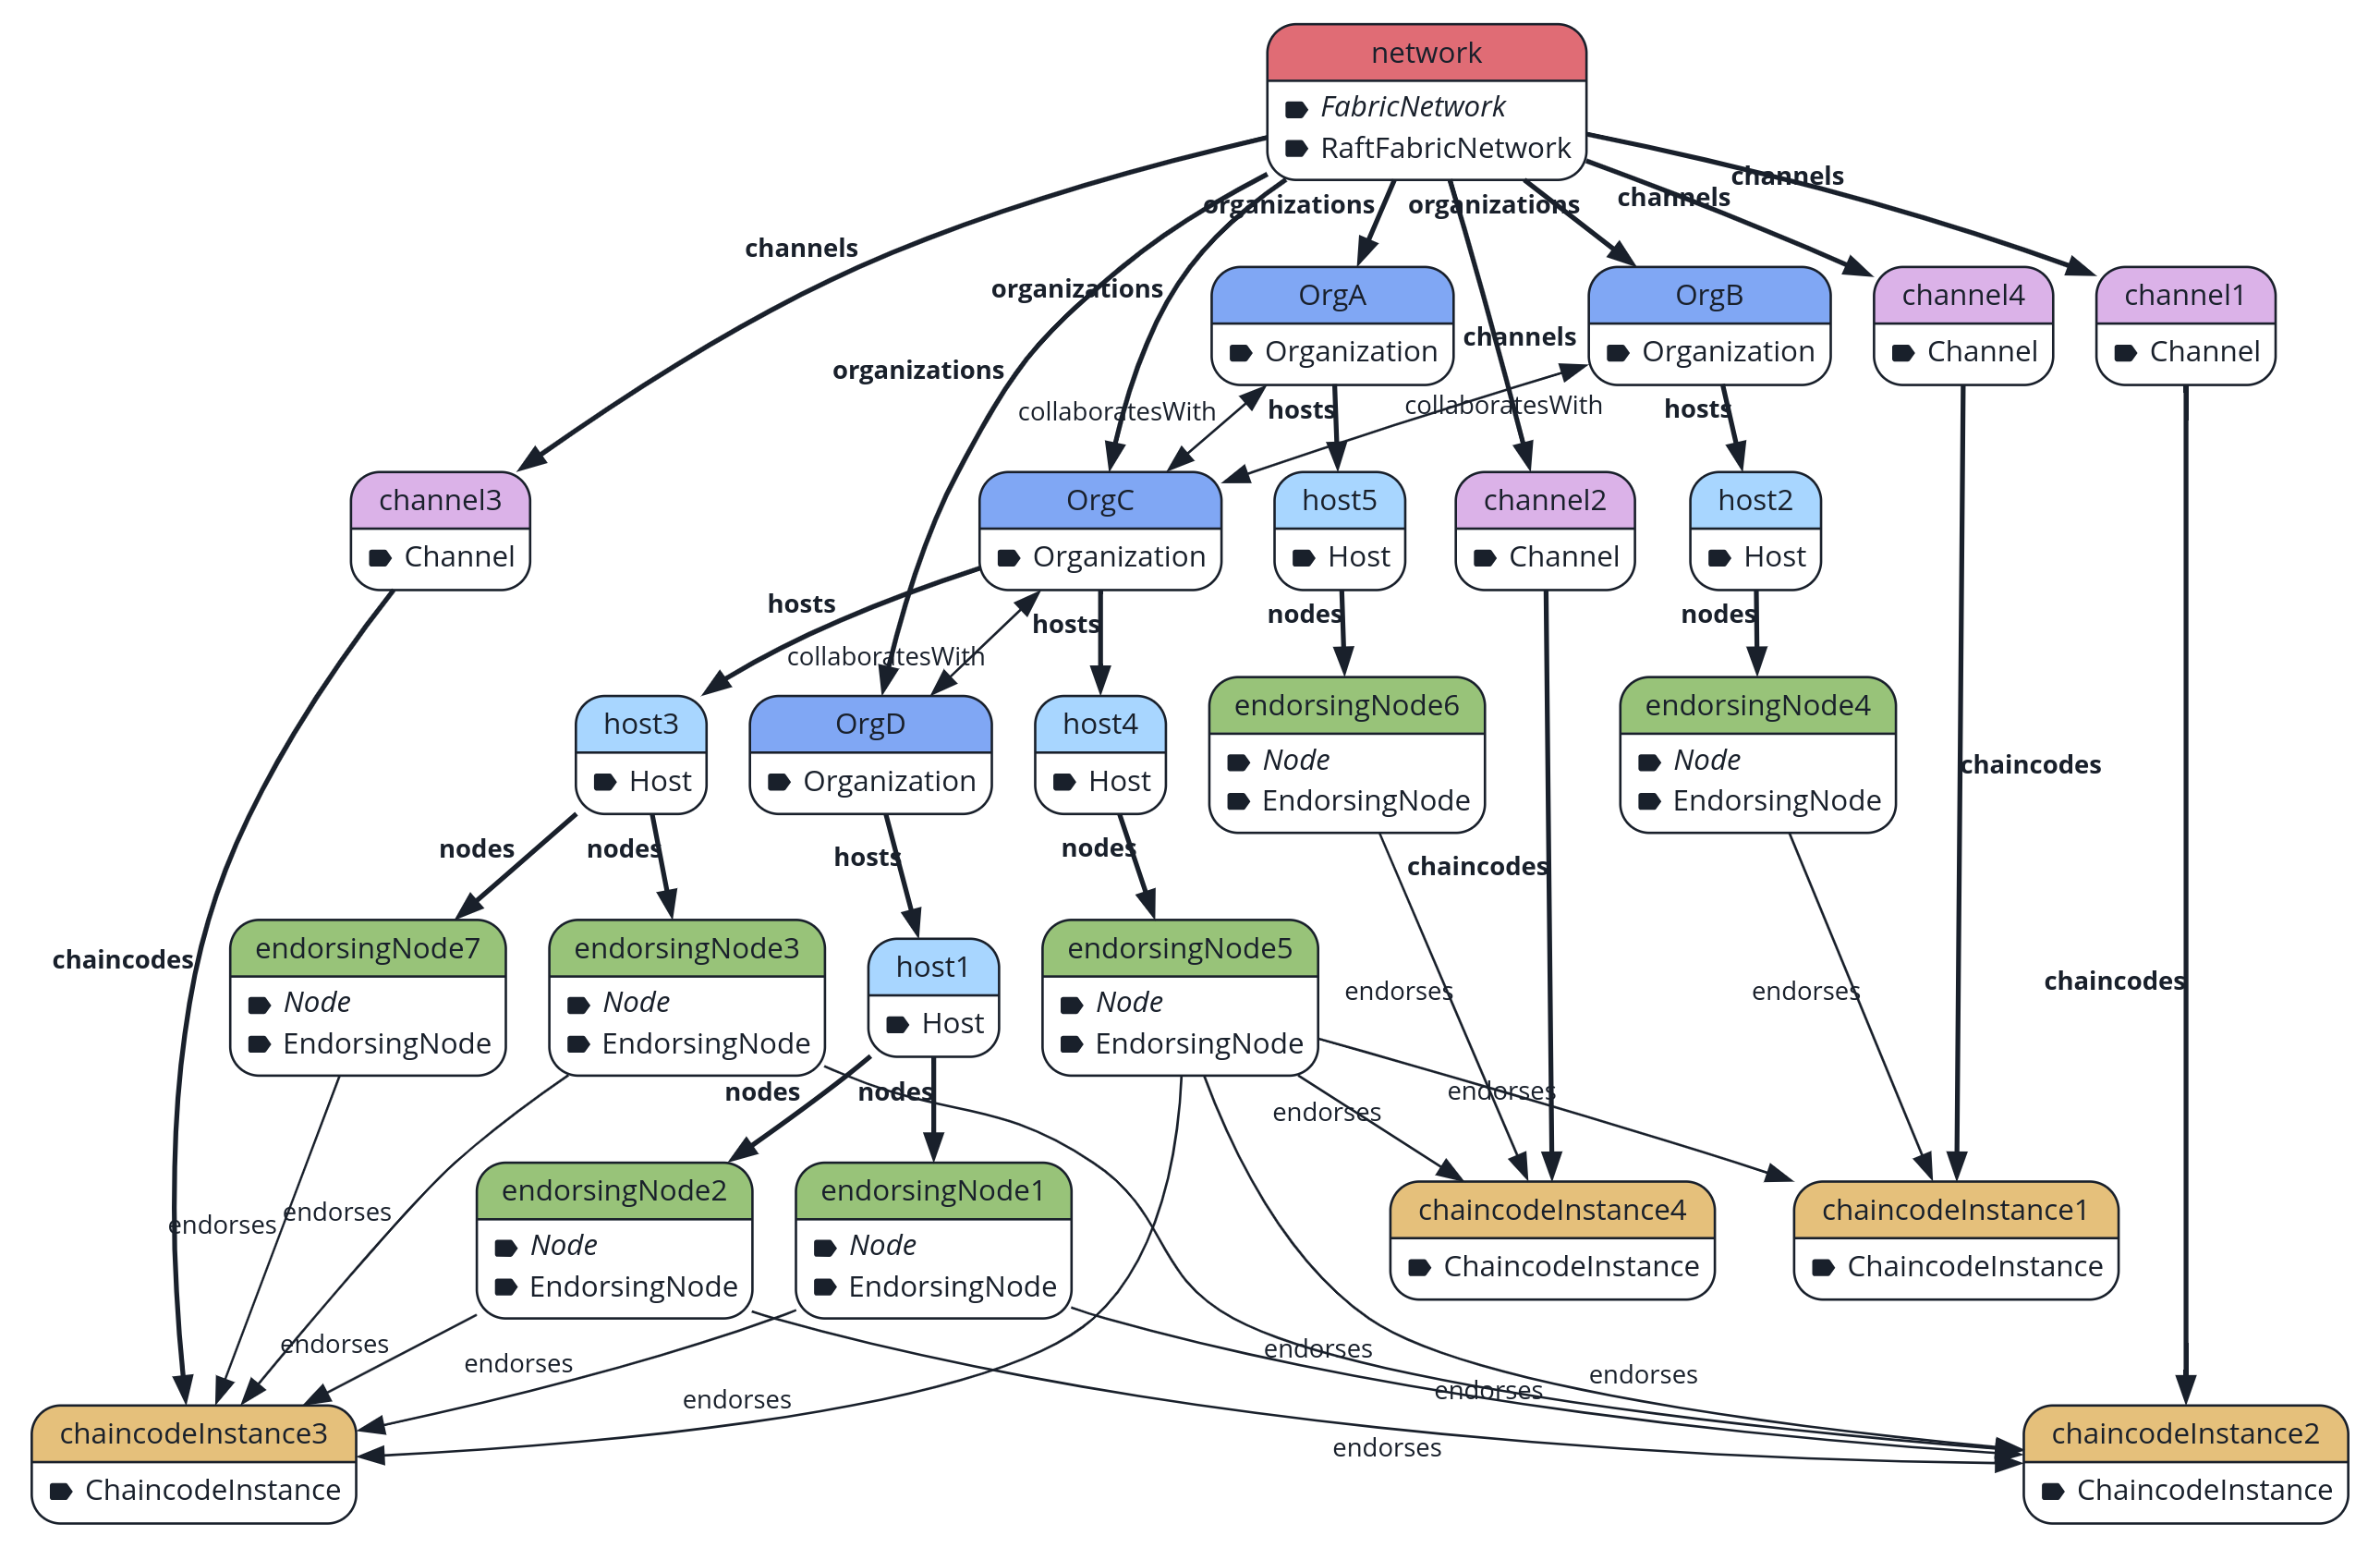 network
FabricNetwork
RaftFabricNetwork
channels
channels
organizations
organizations
channels
organizations
organizations
channels
OrgA
Organization
OrgB
Organization
channel4
Channel
channel1
Channel
collaboratesWith
hosts
collaboratesWith
hosts
channel3
Channel
OrgC
Organization
host5
Host
channel2
Channel
host2
Host
hosts
collaboratesWith
hosts
nodes
nodes
host3
Host
OrgD
Organization
host4
Host
endorsingNode6
Node
EndorsingNode
endorsingNode4
Node
EndorsingNode
chaincodes
nodes
nodes
hosts
nodes
chaincodes
chaincodes
endorsingNode7
Node
EndorsingNode
endorsingNode3
Node
EndorsingNode
host1
Host
endorsingNode5
Node
EndorsingNode
endorses
endorses
chaincodes
nodes
nodes
endorses
endorses
endorses
endorses
endorsingNode2
Node
EndorsingNode
endorsingNode1
Node
EndorsingNode
chaincodeInstance4
ChaincodeInstance
chaincodeInstance1
ChaincodeInstance
endorses
endorses
endorses
endorses
endorses
endorses
endorses
chaincodeInstance3
ChaincodeInstance
chaincodeInstance2
ChaincodeInstance